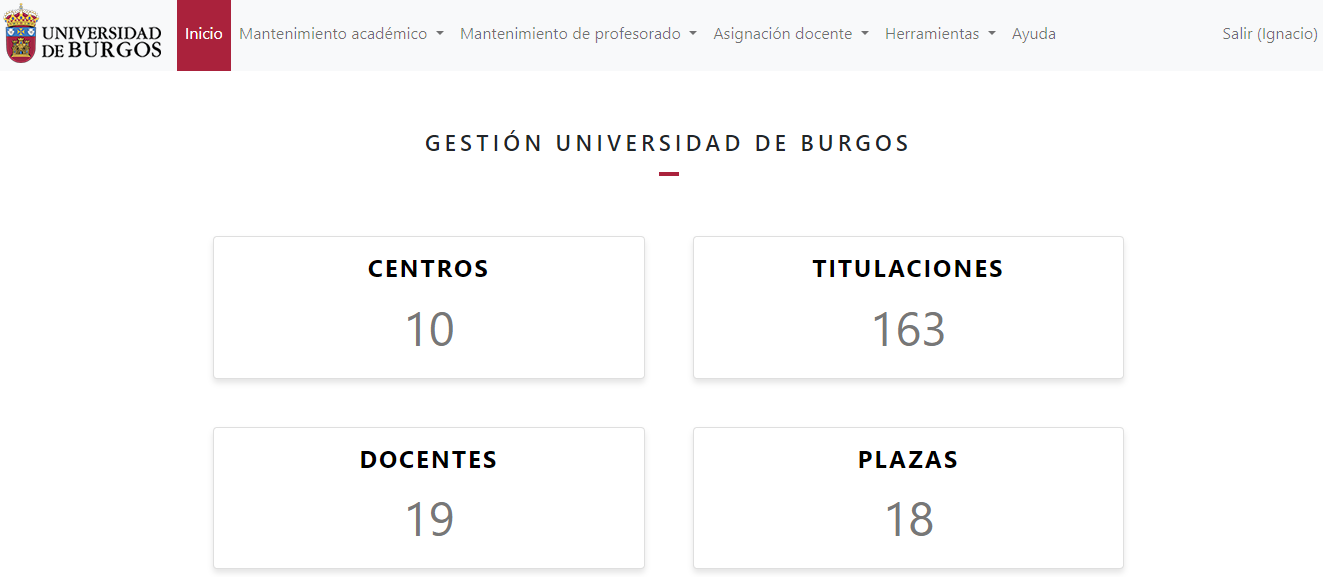 UNIVERSIDAD
DE BURGOS
Inicio Mantenimiento académico Mantenimiento de profesorado Asignación docente Herramientas Ayuda Salir (Ignacio)
GESTIÓN UNIVERSIDAD DE BURGOS
CENTROS
10
TITULACIONES
163
DOCENTES
19
PLAZAS
18